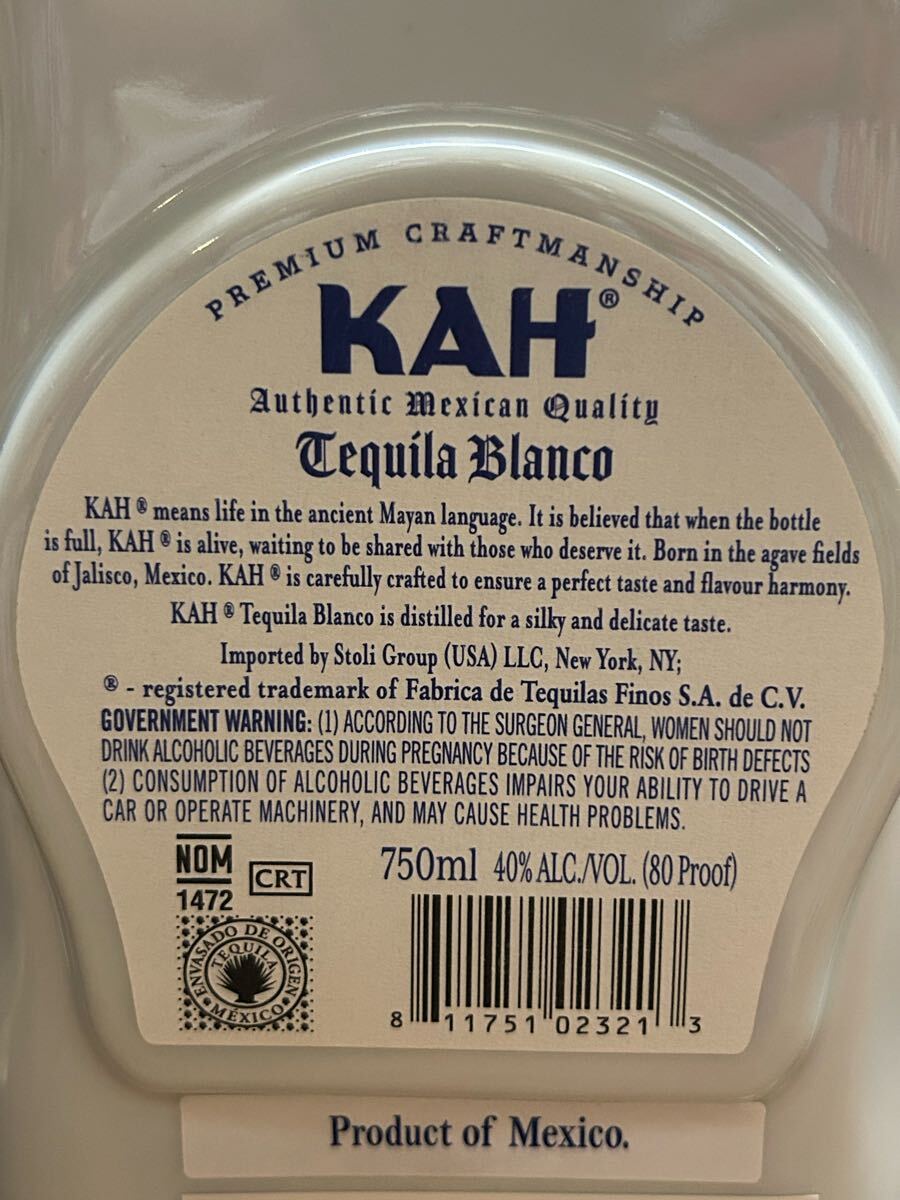 PREMIUM CRAFTMANSHIP
KAH®
Authentic Mexican Quality
Tequila Blanco
KAH ® means life in the ancient Mayan language. It is believed that when the bottle
is full, KAH ® is alive, waiting to be shared with those who deserve it. Born in the agave fields
of Jalisco, Mexico. KAH ® is carefully crafted to ensure a perfect taste and flavour harmony.
KAH ® Tequila Blanco is distilled for a silky and delicate taste.
Imported by Stoli Group (USA) LLC, New York, NY;
® - registered trademark of Fabrica de Tequilas Finos S.A. de C.V.
GOVERNMENT WARNING: (1) ACCORDING TO THE SURGEON GENERAL, WOMEN SHOULD NOT
DRINK ALCOHOLIC BEVERAGES DURING PREGNANCY BECAUSE OF THE RISK OF BIRTH DEFECTS
(2) CONSUMPTION OF ALCOHOLIC BEVERAGES IMPAIRS YOUR ABILITY TO DRIVE A
CAR OR OPERATE MACHINERY, AND MAY CAUSE HEALTH PROBLEMS.
NOM
1472
CRT
750ml 40% ALC./VOL. (80 Proof)
ENVASADO DE ORIGEN
TEQUILA
MÉXICO
8 11751 02321 3
Product of Mexico.